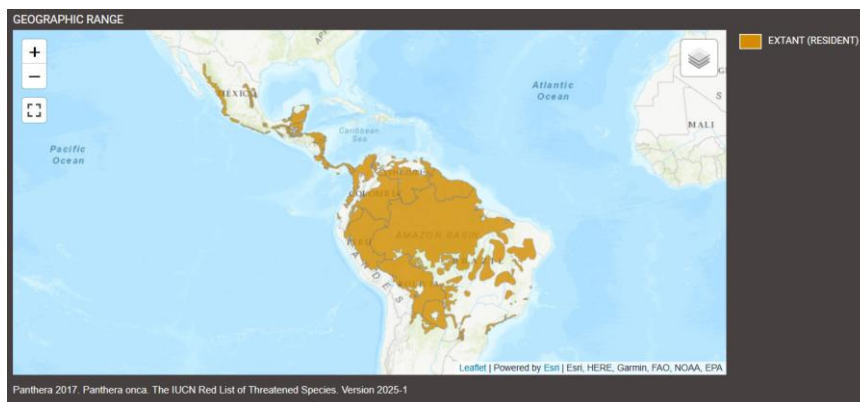 GEOGRAPHIC RANGE
EXTANT (RESIDENT)
+
−
Atlantic
Ocean
MÉXICO
MALI
Caribbean
Sea
Pacific
Ocean
AMAZON BASIN
PERU
ANDES
Leaflet | Powered by Esri | Esri, HERE, Garmin, FAO, NOAA, EPA
Panthera 2017. Panthera onca. The IUCN Red List of Threatened Species. Version 2025-1